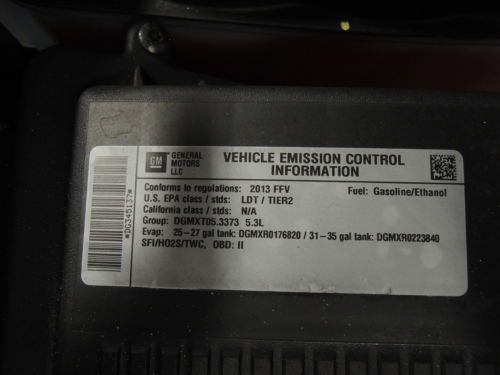 GM GENERAL MOTORS LLC
VEHICLE EMISSION CONTROL
INFORMATION
Conforms to regulations: 2013 FFV Fuel: Gasoline/Ethanol
U.S. EPA class / stds: LDT / TIER2
California class / stds: N/A
Group: DGMXT05.3373 5.3L
Evap: 25-27 gal tank: DGMXR0176820 / 31-35 gal tank: DGMXR0223840
SFI/HO2S/TWC, OBD: II
*DG345137*